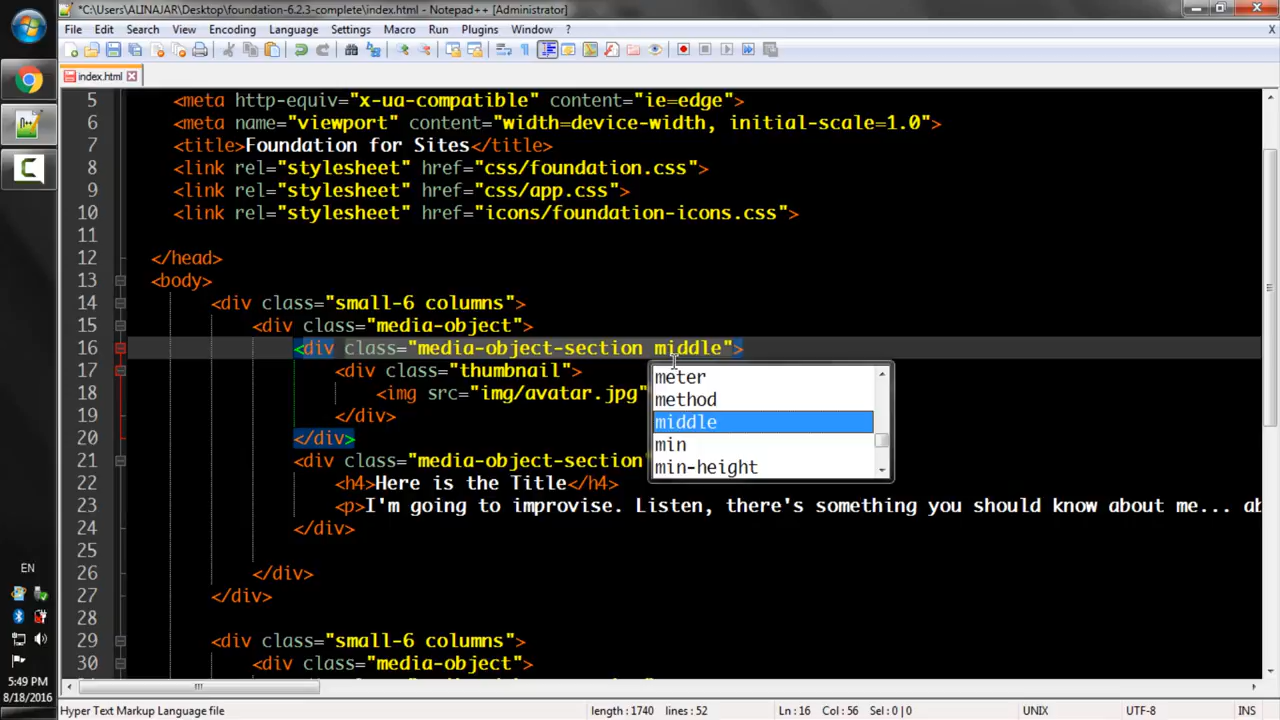 *C:\Users\ALINAJAR\Desktop\foundation-6.2.3-complete\index.html - Notepad++ [Administrator]
File Edit Search View Encoding Language Settings Macro Run Plugins Window ? X
index.html
5 <meta http-equiv="x-ua-compatible" content="ie=edge">
6 <meta name="viewport" content="width=device-width, initial-scale=1.0">
7 <title>Foundation for Sites</title>
8 <link rel="stylesheet" href="css/foundation.css">
9 <link rel="stylesheet" href="css/app.css">
10 <link rel="stylesheet" href="icons/foundation-icons.css">
11
12 </head>
13 <body>
14 <div class="small-6 columns">
15 <div class="media-object">
16 <div class="media-object-section middle">
17 <div class="thumbnail">
18 <img src="img/avatar.jpg"
19 </div>
20 </div>
21 <div class="media-object-section"
22 <h4>Here is the Title</h4>
23 <p>I'm going to improvise. Listen, there's something you should know about me... ab
24 </div>
25
26 </div>
27 </div>
28
29 <div class="small-6 columns">
30 <div class="media-object">
meter
method
middle
min
min-height
EN
5:49 PM
8/18/2016
Hyper Text Markup Language file length : 1740 lines : 52 Ln : 16 Col : 56 Sel : 0 | 0 UNIX UTF-8 INS